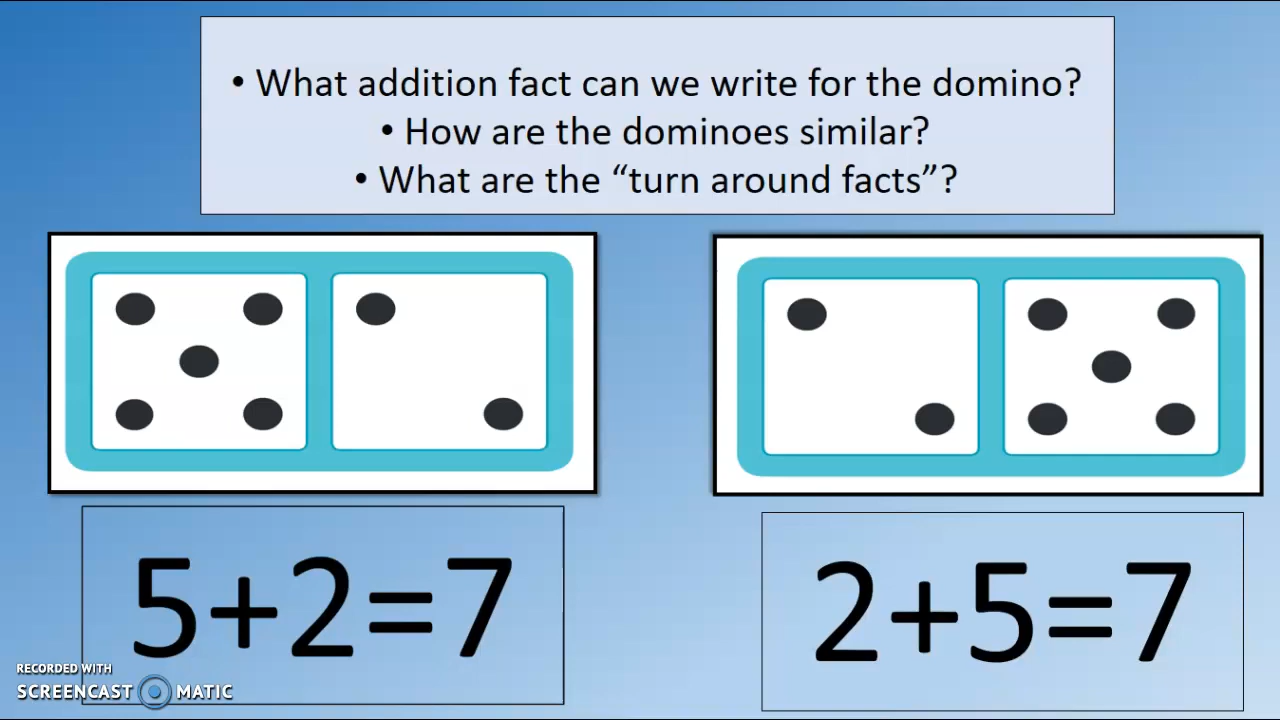 • What addition fact can we write for the domino?
• How are the dominoes similar?
• What are the “turn around facts”?
5+2=7
2+5=7
RECORDED WITH
SCREENCAST MATIC